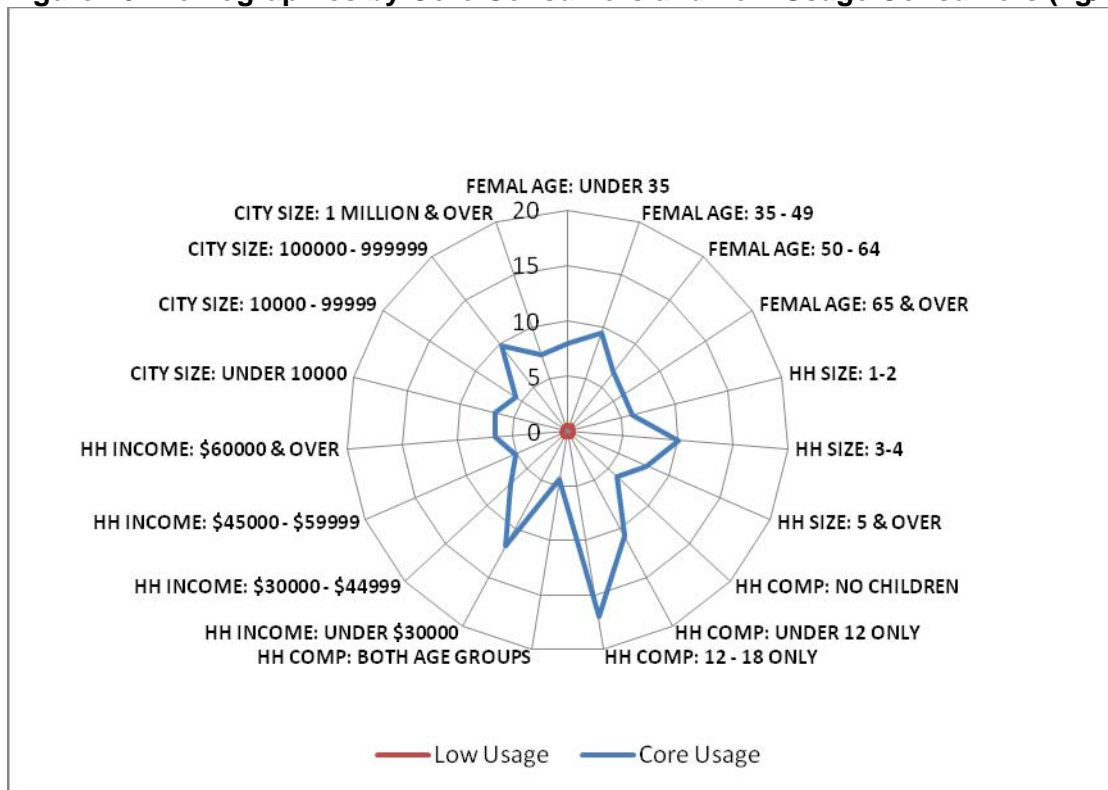 FEMAL AGE: UNDER 35
CITY SIZE: 1 MILLION & OVER
20
FEMAL AGE: 35 - 49
CITY SIZE: 100000 - 999999
FEMAL AGE: 50 - 64
15
CITY SIZE: 10000 - 99999
FEMAL AGE: 65 & OVER
10
CITY SIZE: UNDER 10000
HH SIZE: 1-2
5
0
HH INCOME: $60000 & OVER
HH SIZE: 3-4
HH INCOME: $45000 - $59999
HH SIZE: 5 & OVER
HH INCOME: $30000 - $44999
HH COMP: NO CHILDREN
HH INCOME: UNDER $30000
HH COMP: UNDER 12 ONLY
HH COMP: BOTH AGE GROUPS
HH COMP: 12 - 18 ONLY
Low Usage
Core Usage